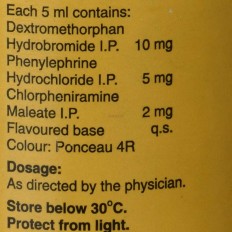 Each 5 ml contains:
Dextromethorphan
Hydrobromide I.P. 10 mg
Phenylephrine
Hydrochloride I.P. 5 mg
Chlorpheniramine
Maleate I.P. 2 mg
Flavoured base q.s.
Colour: Ponceau 4R
Dosage:
As directed by the physician.
Store below 30°C.
Protect from light.